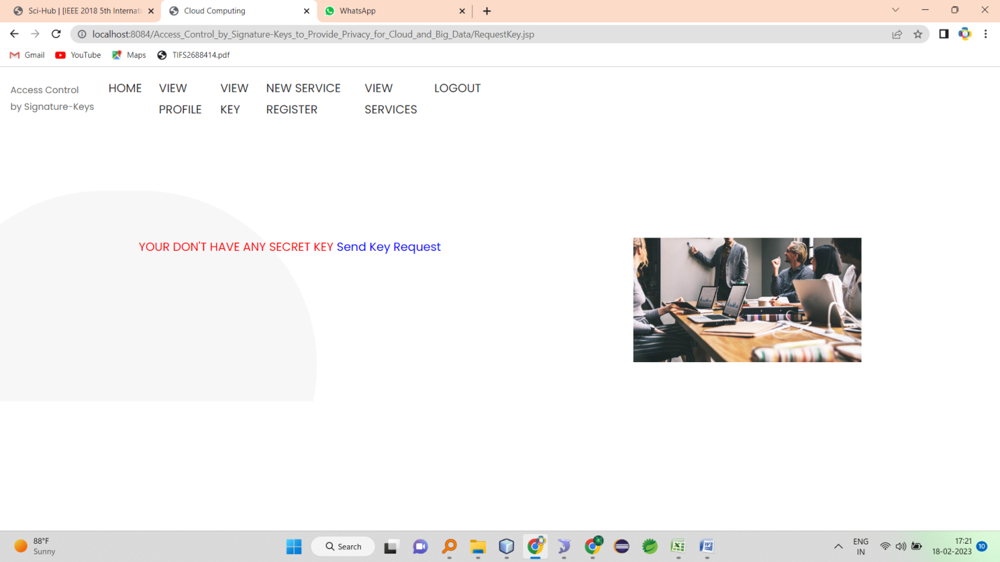 Sci-Hub | [IEEE 2018 5th Internati
Cloud Computing
WhatsApp
localhost:8084/Access_Control_by_Signature-Keys_to_Provide_Privacy_for_Cloud_and_Big_Data/RequestKey.jsp
Gmail
YouTube
Maps
TIFS2688414.pdf
Access Control
by Signature-Keys
HOME
VIEW
PROFILE
VIEW
KEY
NEW SERVICE
REGISTER
VIEW
SERVICES
LOGOUT
YOUR DON'T HAVE ANY SECRET KEY Send Key Request
88°F
Sunny
Search
ENG
IN
17:21
18-02-2023
10